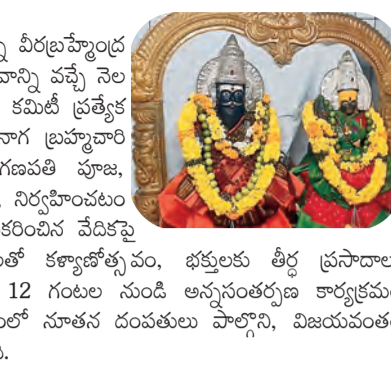 న్న వీరబ్రహ్మేంద్ర
వాన్ని వచ్చే నెల
కమిటీ ప్రత్యేక
నాగ బ్రహ్మచారి
గణపతి పూజ,
, నిర్వహించటం
కరించిన వేదికపై
లతో కళ్యాణోత్సవం, భక్తులకు తీర్ధ ప్రసాదాల
12 గంటల నుండి అన్నసంతర్పణ కార్యక్రమ
లో నూతన దంపతులు పాల్గొని, విజయవంత